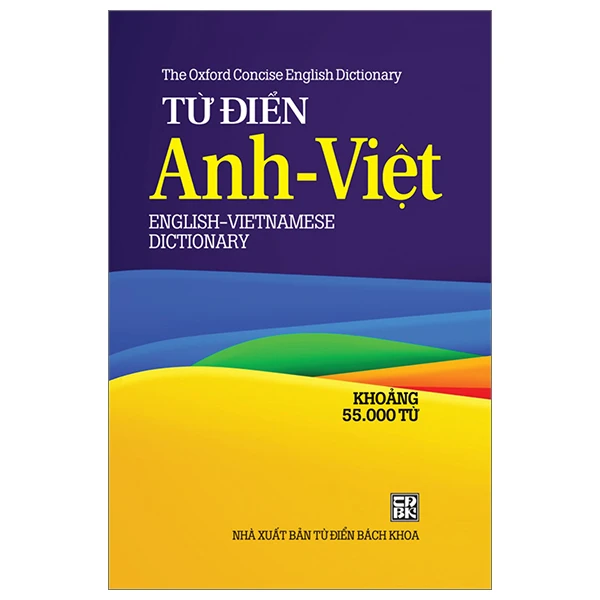 The Oxford Concise English Dictionary
TỪ ĐIỂN
Anh-Việt
ENGLISH-VIETNAMESE
DICTIONARY
KHOẢNG
55.000 TỪ
NHÀ XUẤT BẢN TỪ ĐIỂN BÁCH KHOA